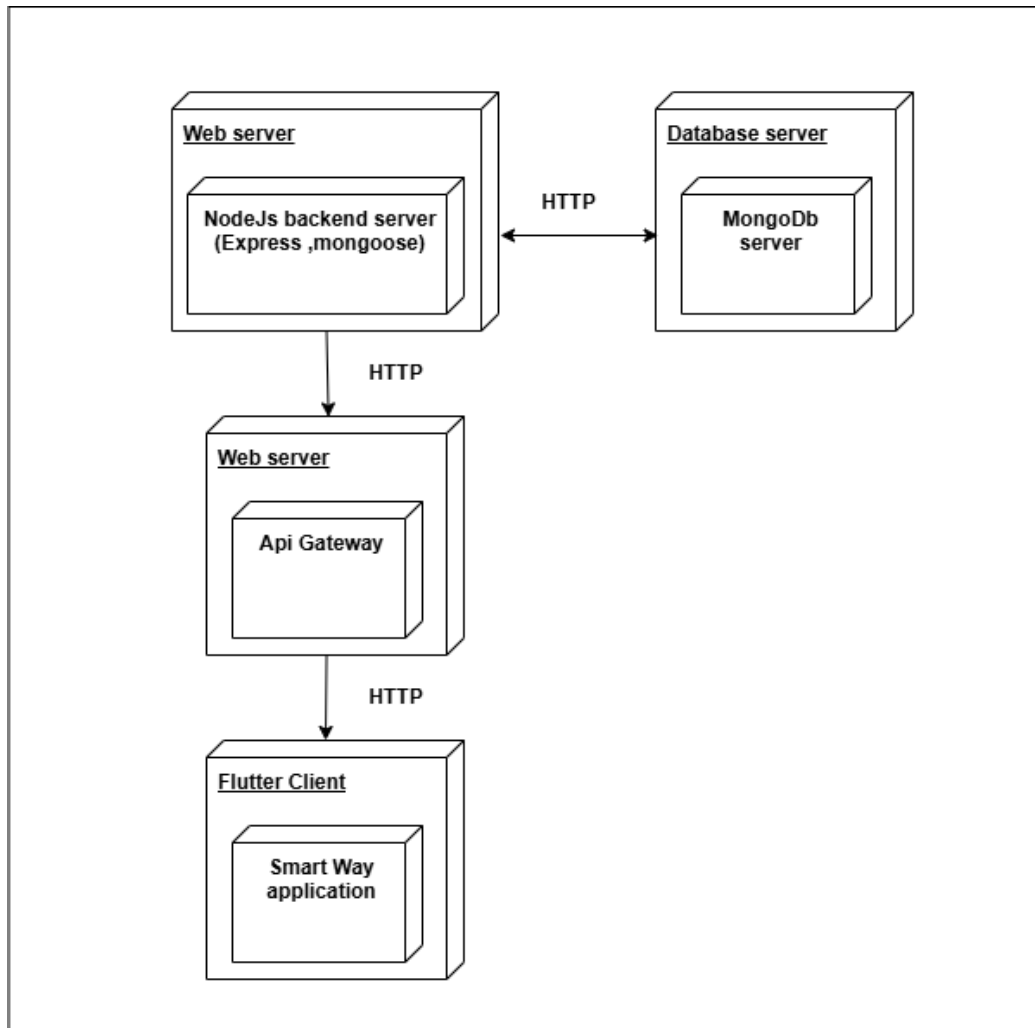 Web server
NodeJs backend server
(Express ,mongoose)
HTTP
Database server
MongoDb
server
HTTP
Web server
Api Gateway
HTTP
Flutter Client
Smart Way
application